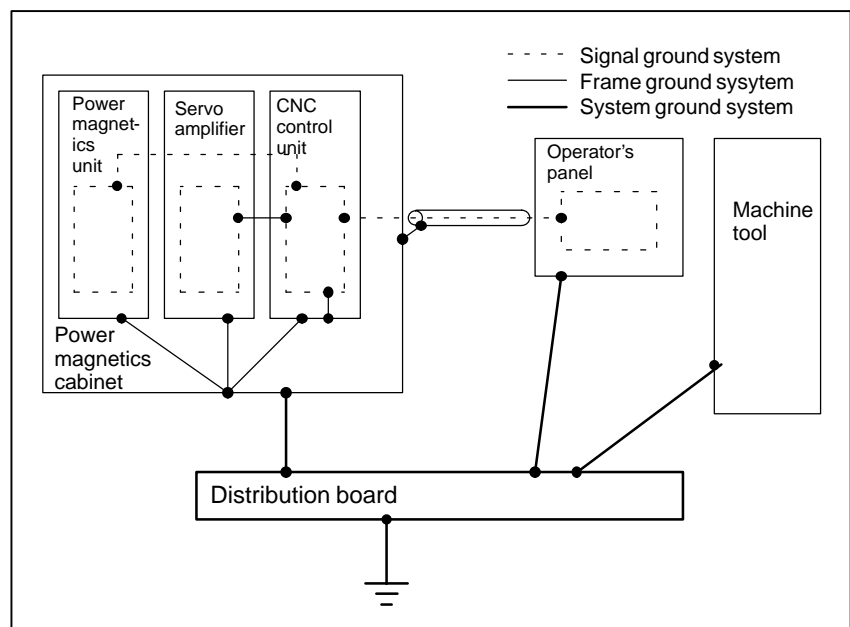 Signal ground system
Frame ground sysytem
System ground system
Power
magnet-
ics
unit
Servo
amplifier
CNC
control
unit
Operator's
panel
Machine
tool
Power
magnetics
cabinet
Distribution board